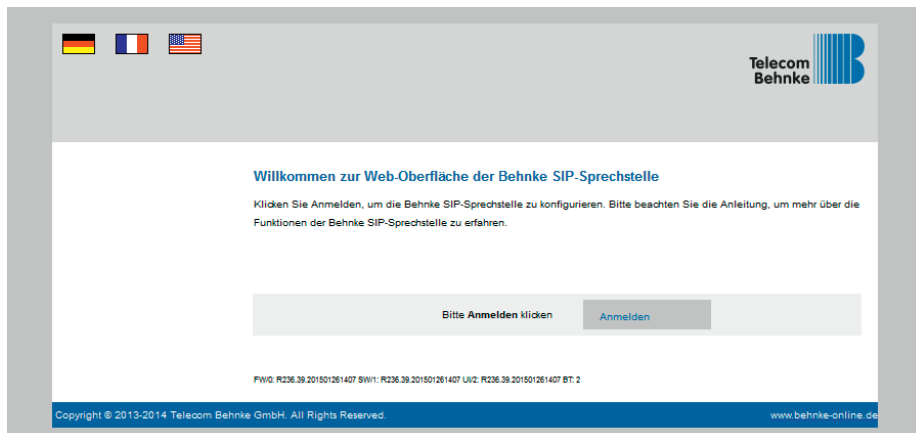 Telecom
Behnke
Willkommen zur Web-Oberfläche der Behnke SIP-Sprechstelle
Klicken Sie Anmelden, um die Behnke SIP-Sprechstelle zu konfigurieren. Bitte beachten Sie die Anleitung, um mehr über die
Funktionen der Behnke SIP-Sprechstelle zu erfahren.
Bitte Anmelden klicken
Anmelden
FW/0: R236.39.201501261407 SW/1: R236.39.201501261407 UI/2: R236.39.201501261407 BT: 2
Copyright © 2013-2014 Telecom Behnke GmbH. All Rights Reserved.
www.behnke-online.de